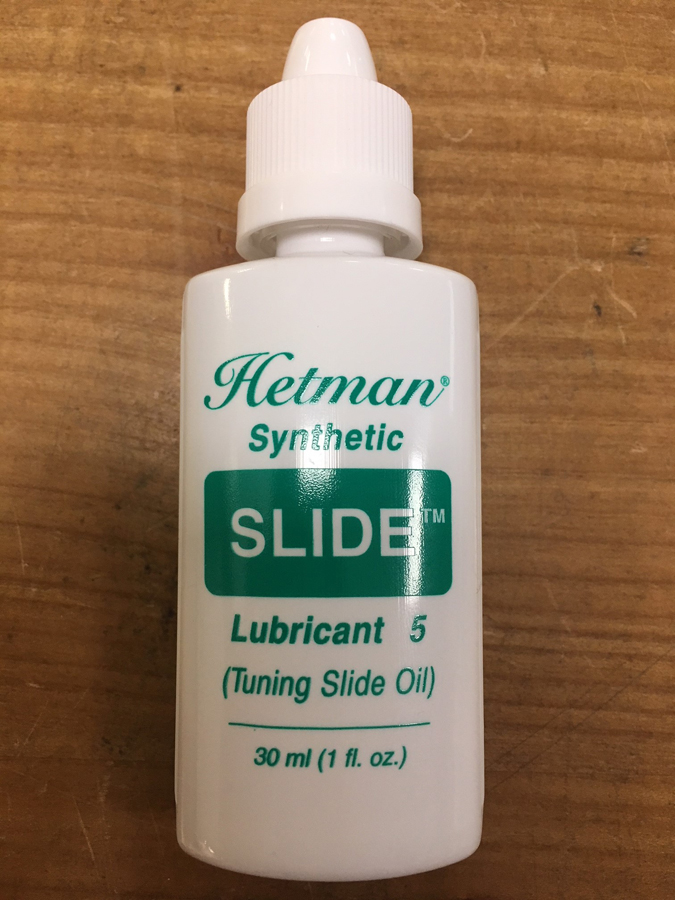 Hetman®
Synthetic
SLIDE™
Lubricant 5
(Tuning Slide Oil)
30 ml (1 fl. oz.)